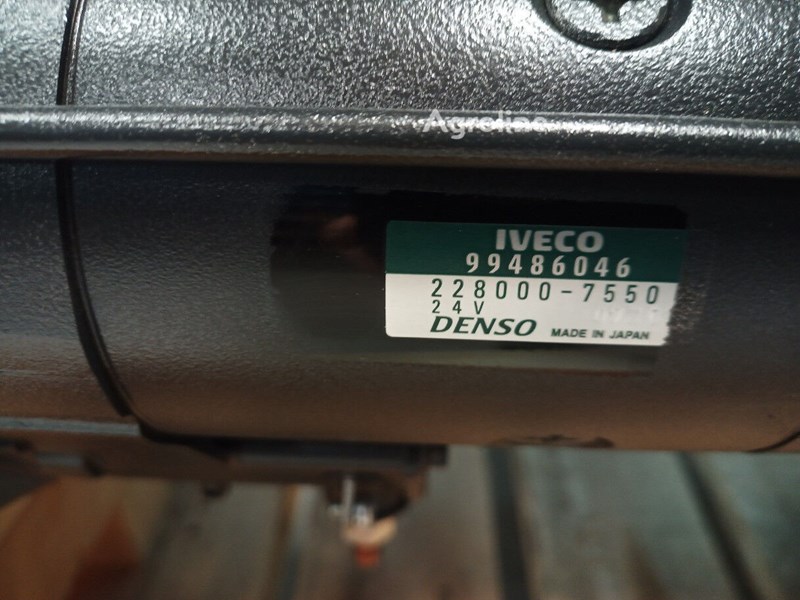 Agroline
IVECO
99486046
228000-7550
24V
DENSO MADE IN JAPAN